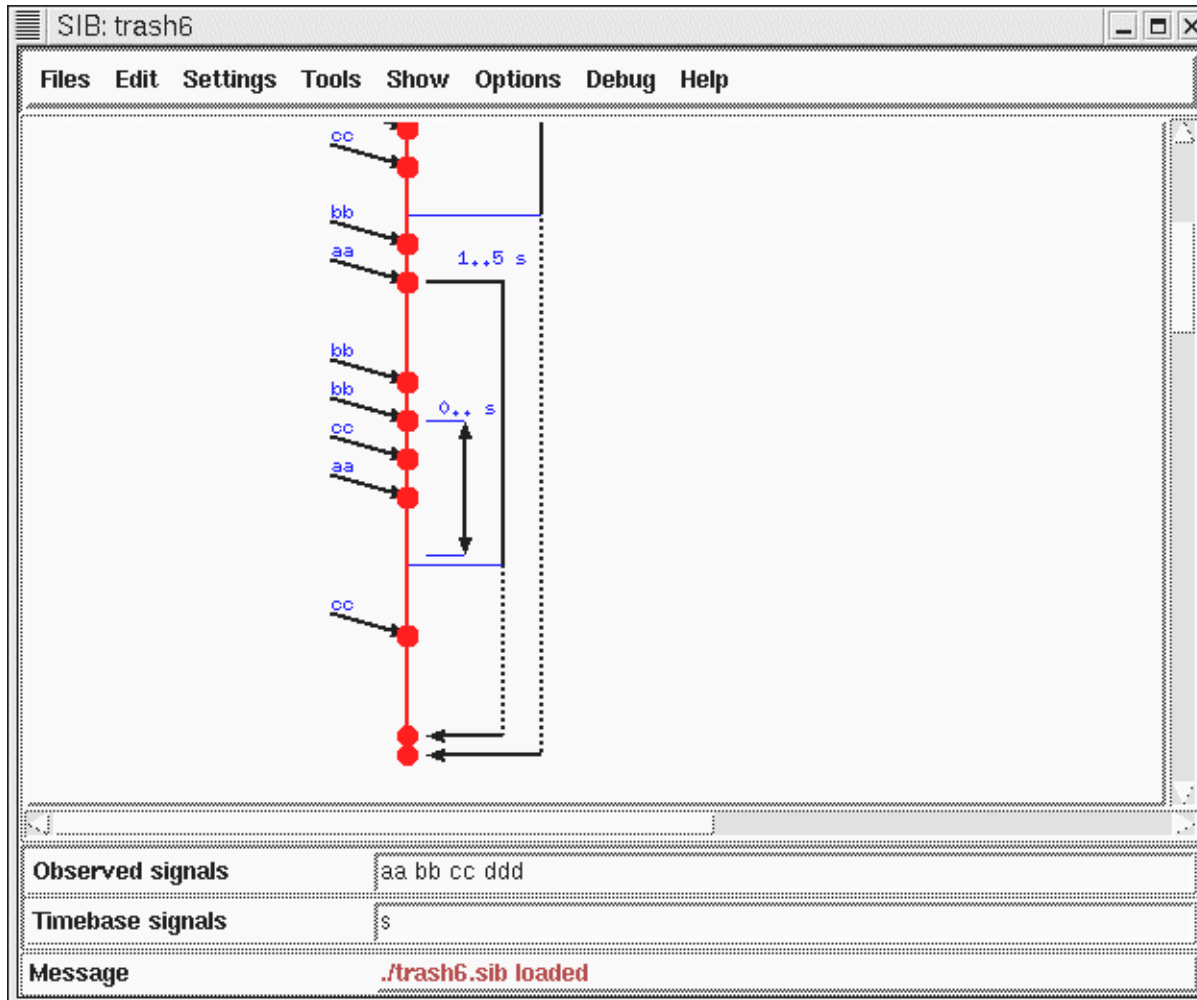 SIB: trash6
Files Edit Settings Tools Show Options Debug Help
cc
bb
aa
1..5 s
bb
bb
0.. s
cc
aa
cc
Observed signals aa bb cc ddd
Timebase signals s
Message ./trash6.sib loaded